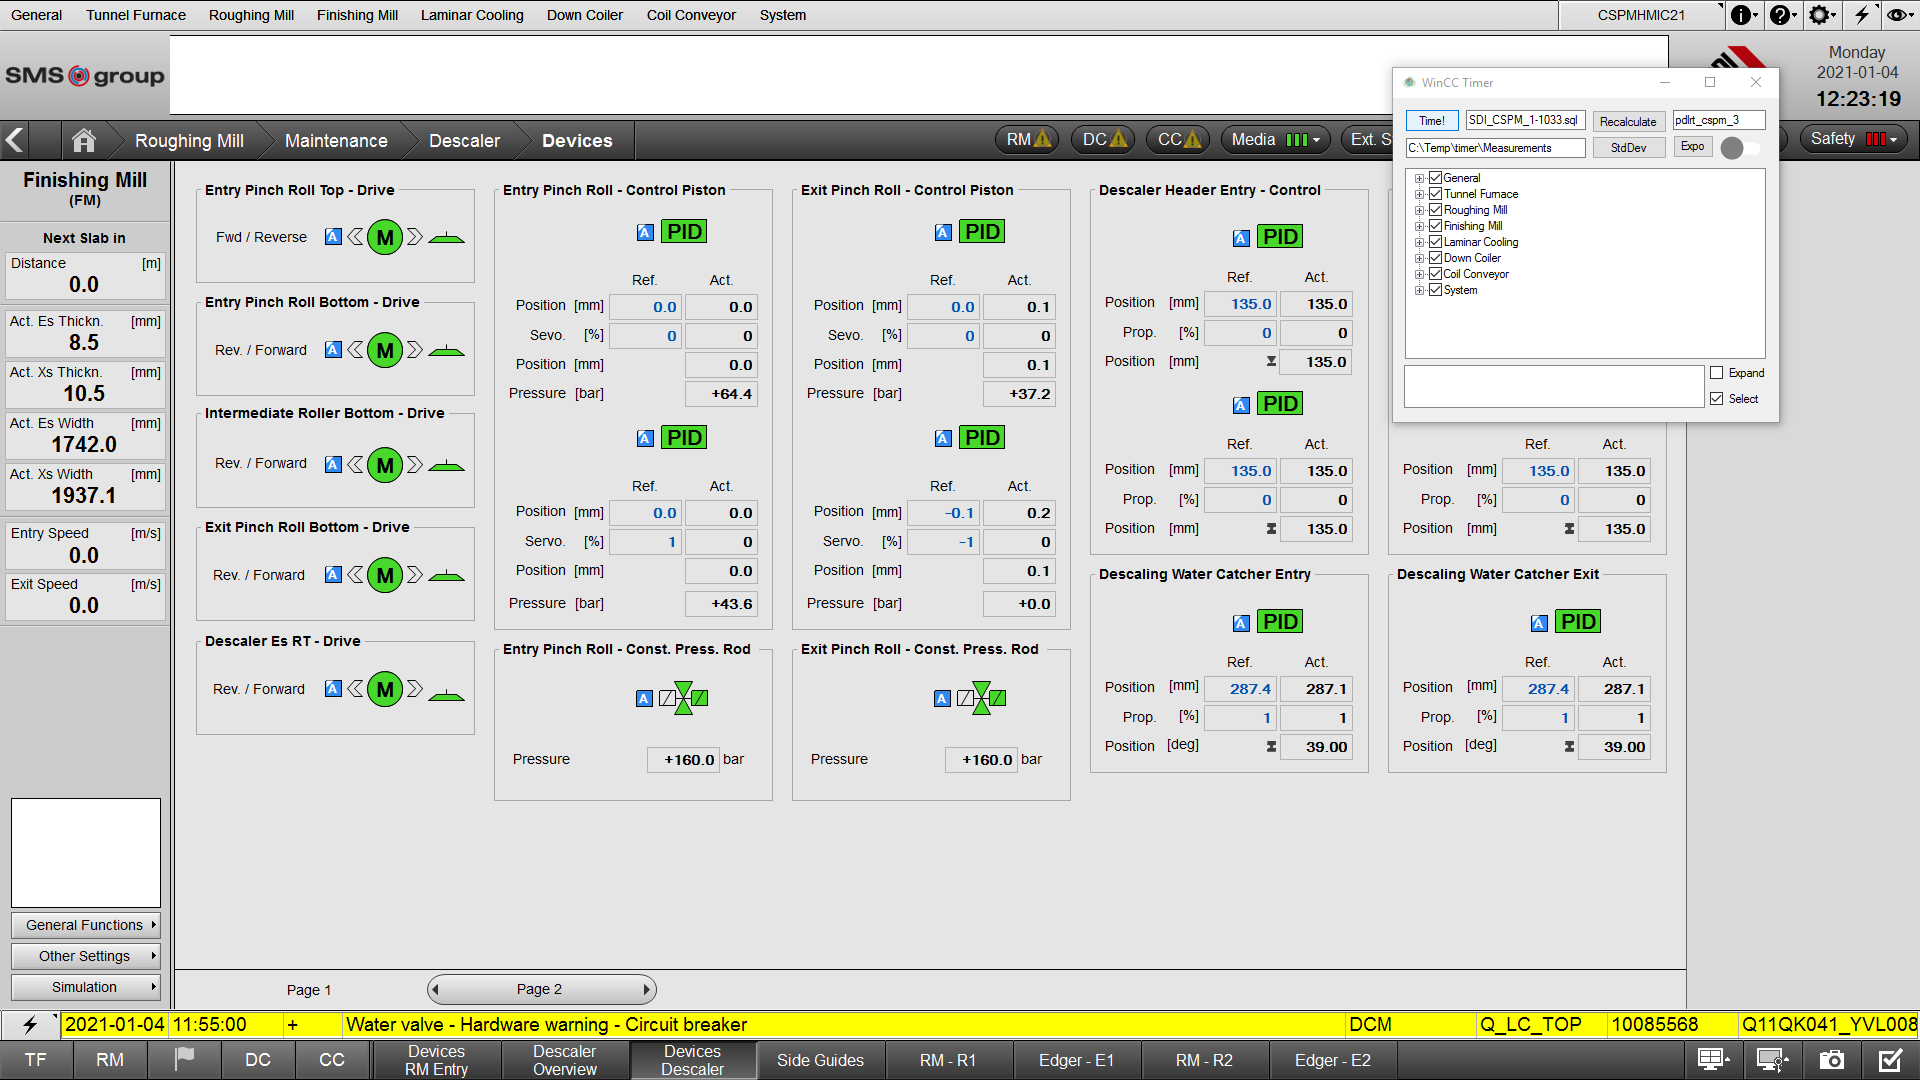 General Tunnel Furnace Roughing Mill Finishing Mill Laminar Cooling Down Coiler Coil Conveyor System CSPMHMIC21
SMS group
Monday
2021-01-04
12:23:19
Roughing Mill Maintenance Descaler Devices RM DC CC Media Ext. S Safety
WinCC Timer
Time! SDI_CSPM_1-1033.sql Recalculate pdlrt_cspm_3
C:\Temp\timer\Measurements StdDev Expo
General
Tunnel Furnace
Roughing Mill
Finishing Mill
Laminar Cooling
Down Coiler
Coil Conveyor
System
Expand
Select
Finishing Mill
(FM)
Next Slab in
Distance [m]
0.0
Act. Es Thickn. [mm]
8.5
Act. Xs Thickn. [mm]
10.5
Act. Es Width [mm]
1742.0
Act. Xs Width [mm]
1937.1
Entry Speed [m/s]
0.0
Exit Speed [m/s]
0.0
General Functions
Other Settings
Simulation
Entry Pinch Roll Top - Drive
Fwd / Reverse A M
Entry Pinch Roll Bottom - Drive
Rev. / Forward A M
Intermediate Roller Bottom - Drive
Rev. / Forward A M
Exit Pinch Roll Bottom - Drive
Rev. / Forward A M
Descaler Es RT - Drive
Rev. / Forward A M
Entry Pinch Roll - Control Piston
A PID
Ref. Act.
Position [mm] 0.0 0.0
Sevo. [%] 0 0
Position [mm] 0.0
Pressure [bar] +64.4
A PID
Ref. Act.
Position [mm] 0.0 0.0
Servo. [%] 1 0
Position [mm] 0.0
Pressure [bar] +43.6
Entry Pinch Roll - Const. Press. Rod
A
Pressure +160.0 bar
Exit Pinch Roll - Control Piston
A PID
Ref. Act.
Position [mm] 0.0 0.1
Sevo. [%] 0 0
Position [mm] 0.1
Pressure [bar] +37.2
A PID
Ref. Act.
Position [mm] -0.1 0.2
Servo. [%] -1 0
Position [mm] 0.1
Pressure [bar] +0.0
Exit Pinch Roll - Const. Press. Rod
A
Pressure +160.0 bar
Descaler Header Entry - Control
A PID
Ref. Act.
Position [mm] 135.0 135.0
Prop. [%] 0 0
Position [mm] 135.0
A PID
Ref. Act.
Position [mm] 135.0 135.0
Prop. [%] 0 0
Position [mm] 135.0
Ref. Act.
Position [mm] 135.0 135.0
Prop. [%] 0 0
Position [mm] 135.0
Descaling Water Catcher Entry
A PID
Ref. Act.
Position [mm] 287.4 287.1
Prop. [%] 1 1
Position [deg] 39.00
Descaling Water Catcher Exit
A PID
Ref. Act.
Position [mm] 287.4 287.1
Prop. [%] 1 1
Position [deg] 39.00
Page 1 Page 2
2021-01-04 11:55:00 + Water valve - Hardware warning - Circuit breaker DCM Q_LC_TOP 10085568 Q11QK041_YVL008
TF RM DC CC Devices RM Entry Descaler Overview Devices Descaler Side Guides RM - R1 Edger - E1 RM - R2 Edger - E2